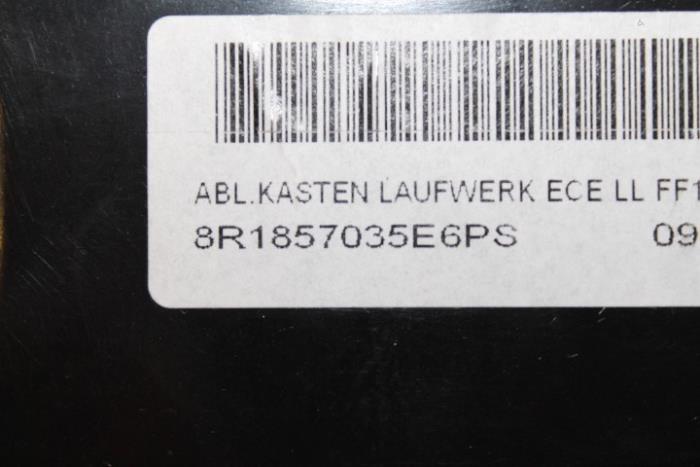 ABL.KASTEN LAUFWERK ECE LL FF1
8R1857035E6PS 09